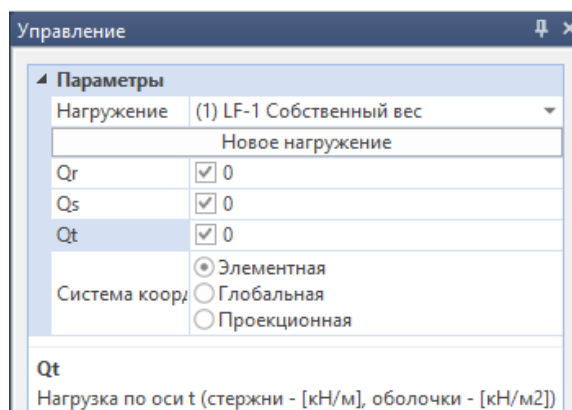 Управление
Параметры
Нагружение (1) LF-1 Собственный вес
Новое нагружение
Qr 0
Qs 0
Qt 0
Элементная
Система коорд Глобальная
Проекционная
Qt
Нагрузка по оси t (стержни - [кН/м], оболочки - [кН/м2])